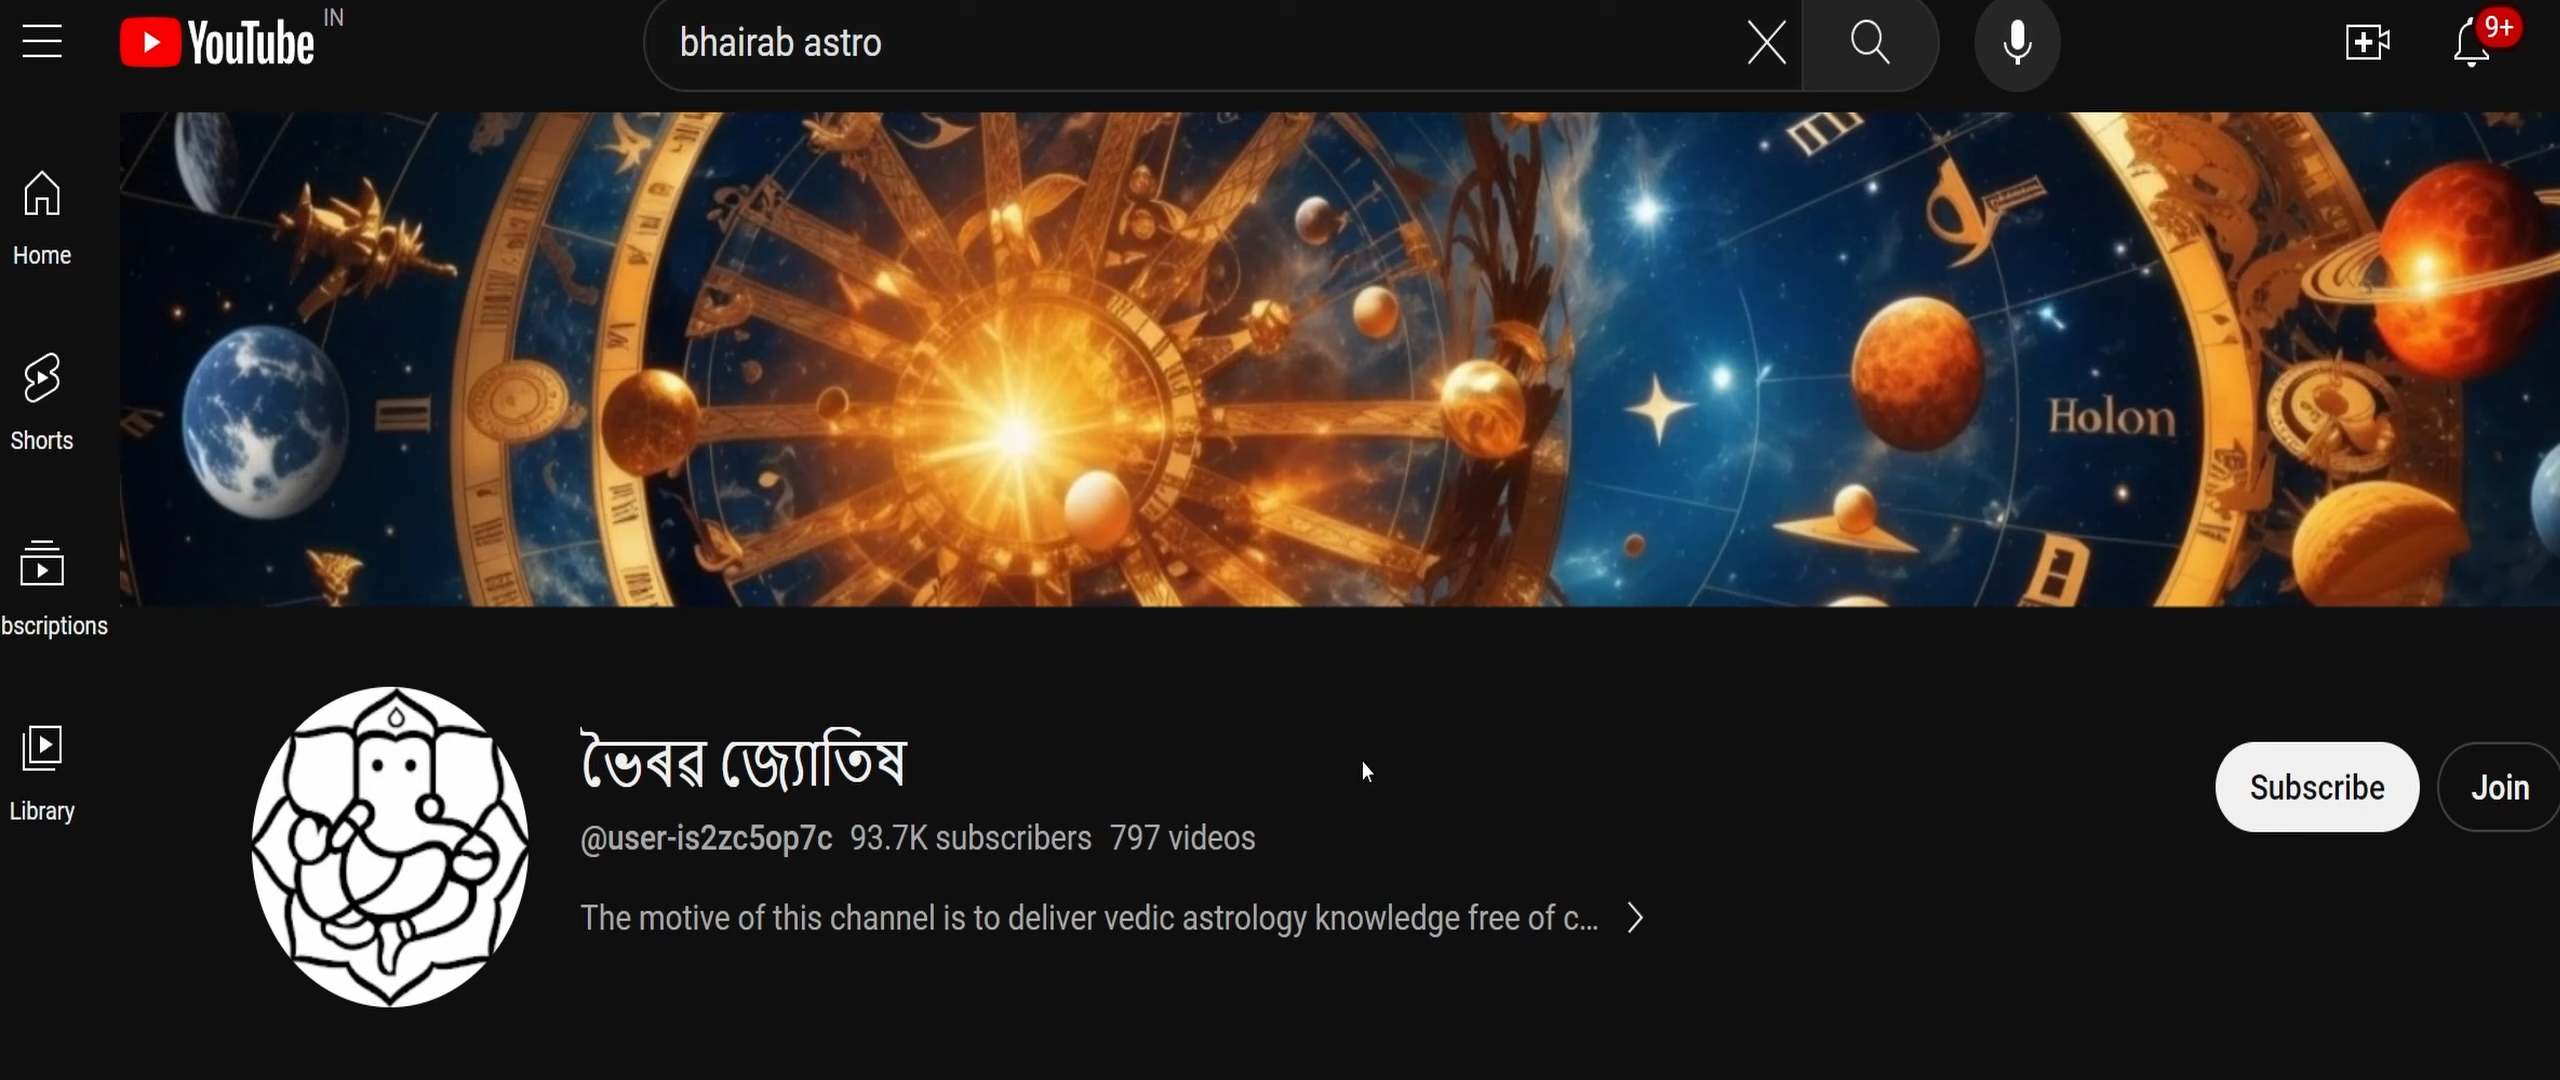 YouTube IN
bhairab astro
9+
Home
Shorts
bscriptions
Library
Holon
ভৈৰৱ জ্যোতিষ
@user-is2zc5op7c 93.7K subscribers 797 videos
The motive of this channel is to deliver vedic astrology knowledge free of c...
Subscribe
Join